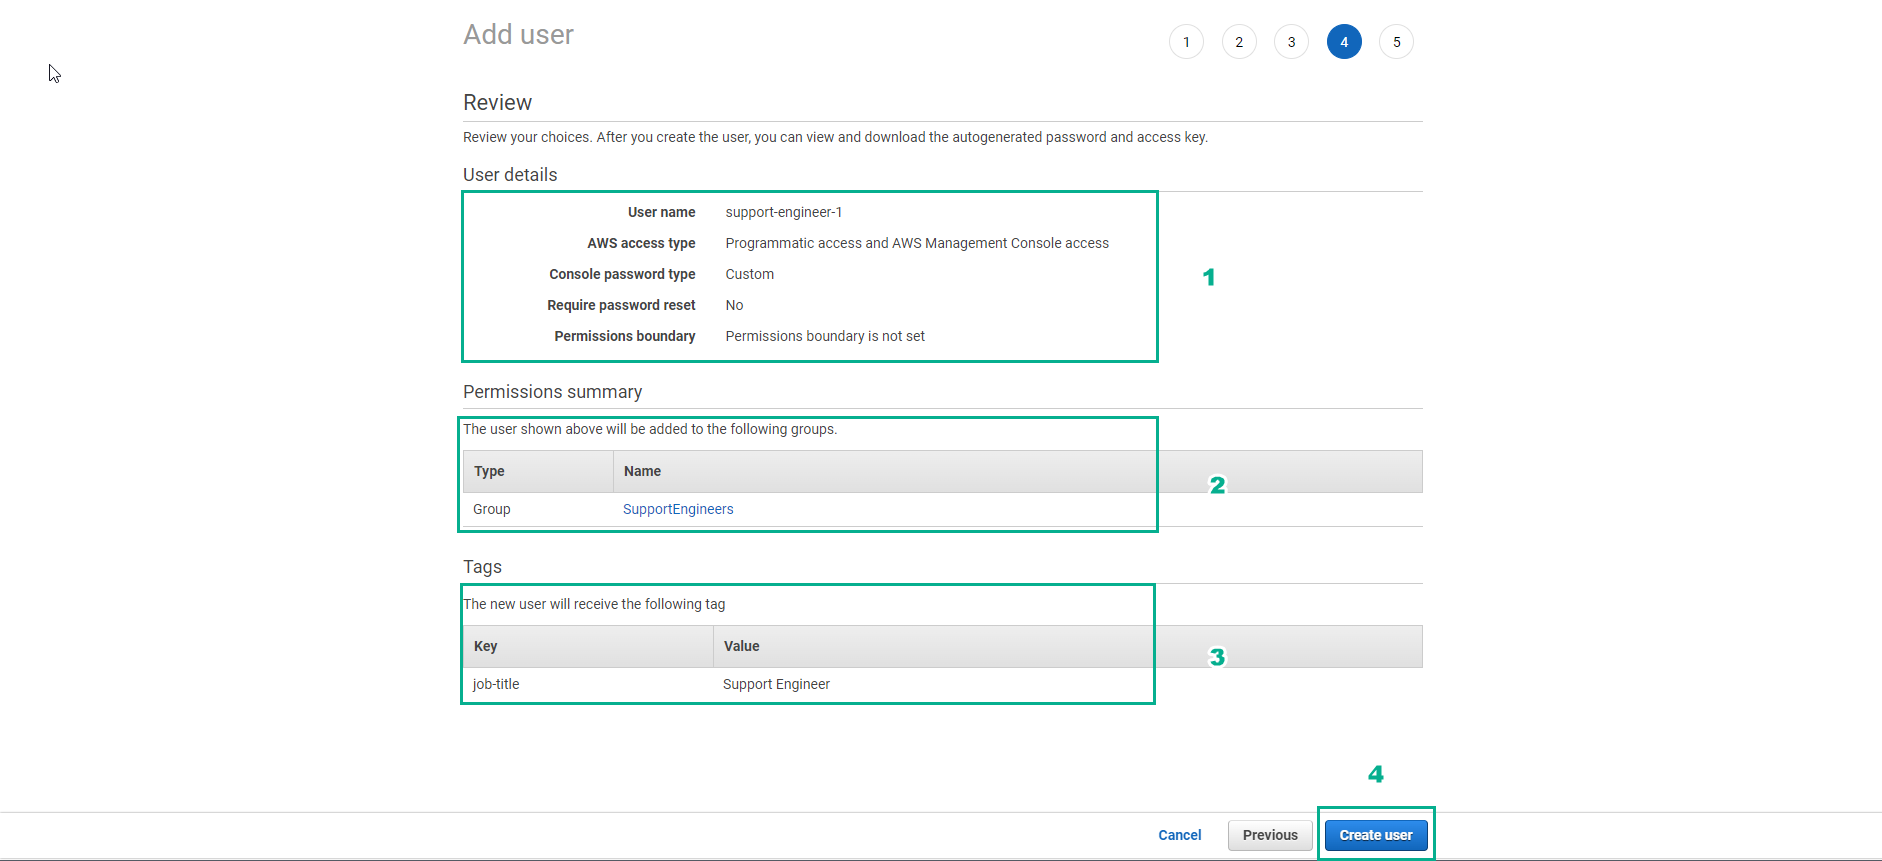 Add user
1 2 3 4 5
Review
Review your choices. After you create the user, you can view and download the autogenerated password and access key.
User details
User name support-engineer-1
AWS access type Programmatic access and AWS Management Console access
Console password type Custom
Require password reset No
Permissions boundary Permissions boundary is not set
1
Permissions summary
The user shown above will be added to the following groups.
Type Name
Group SupportEngineers
2
Tags
The new user will receive the following tag
Key Value
job-title Support Engineer
3
4
Cancel Previous Create user